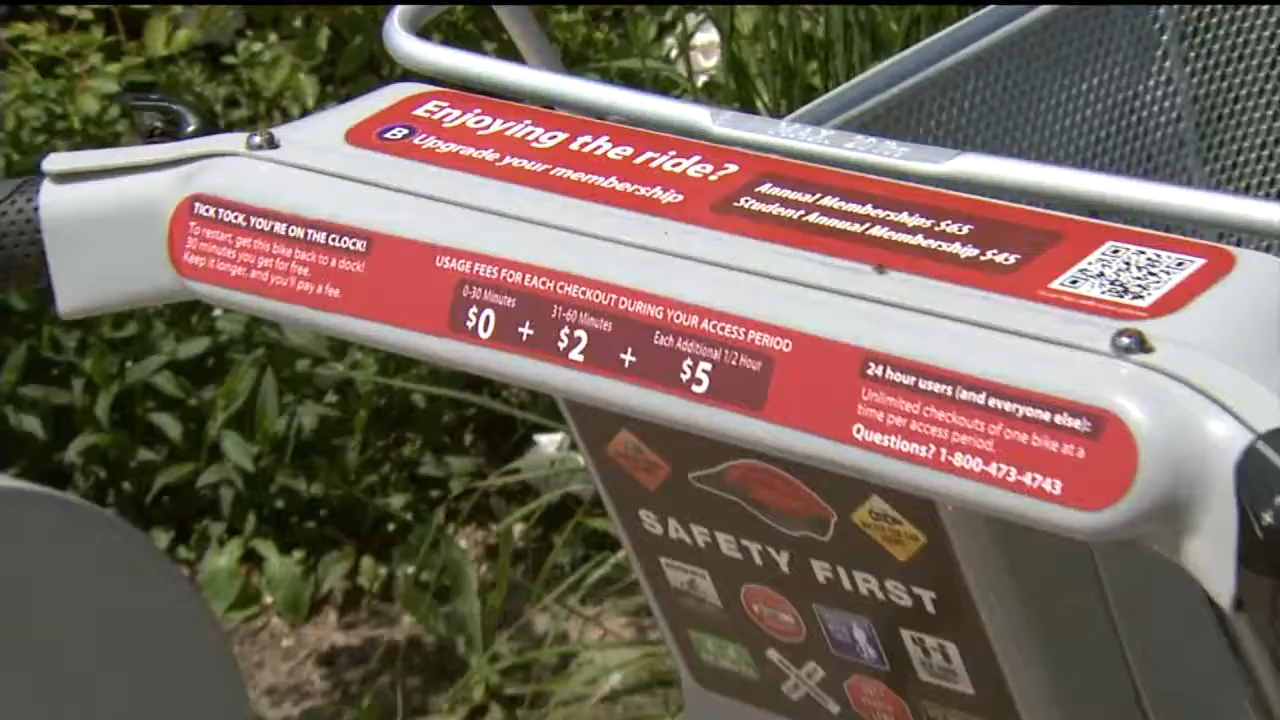 Enjoying the ride?
B Upgrade your membership
Annual Memberships $65
Student Annual Membership $45
TICK TOCK, YOU'RE ON THE CLOCK!
To restart, get this bike back to a dock!
30 minutes you get for free.
Keep it longer, and you'll pay a fee.
USAGE FEES FOR EACH CHECKOUT DURING YOUR ACCESS PERIOD
0-30 Minutes
$0
+
31-60 Minutes
$2
+
Each Additional 1/2 Hour
$5
24 hour users (and everyone else):
Unlimited checkouts of one bike at a
time per access period.
Questions? 1-800-473-4743
SAFETY FIRST